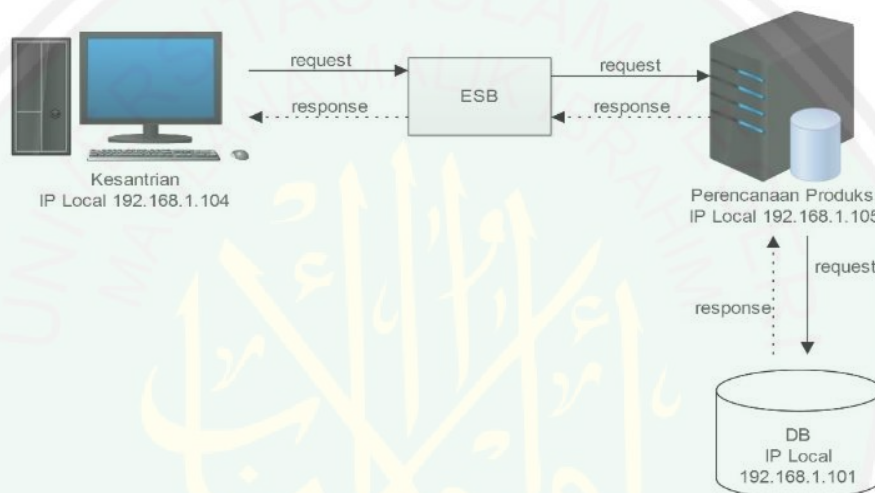 request
response
ESB
request
response
Kesantrian
IP Local 192.168.1.104
Perencanaan Produks
IP Local 192.168.1.105
request
response
DB
IP Local
192.168.1.101